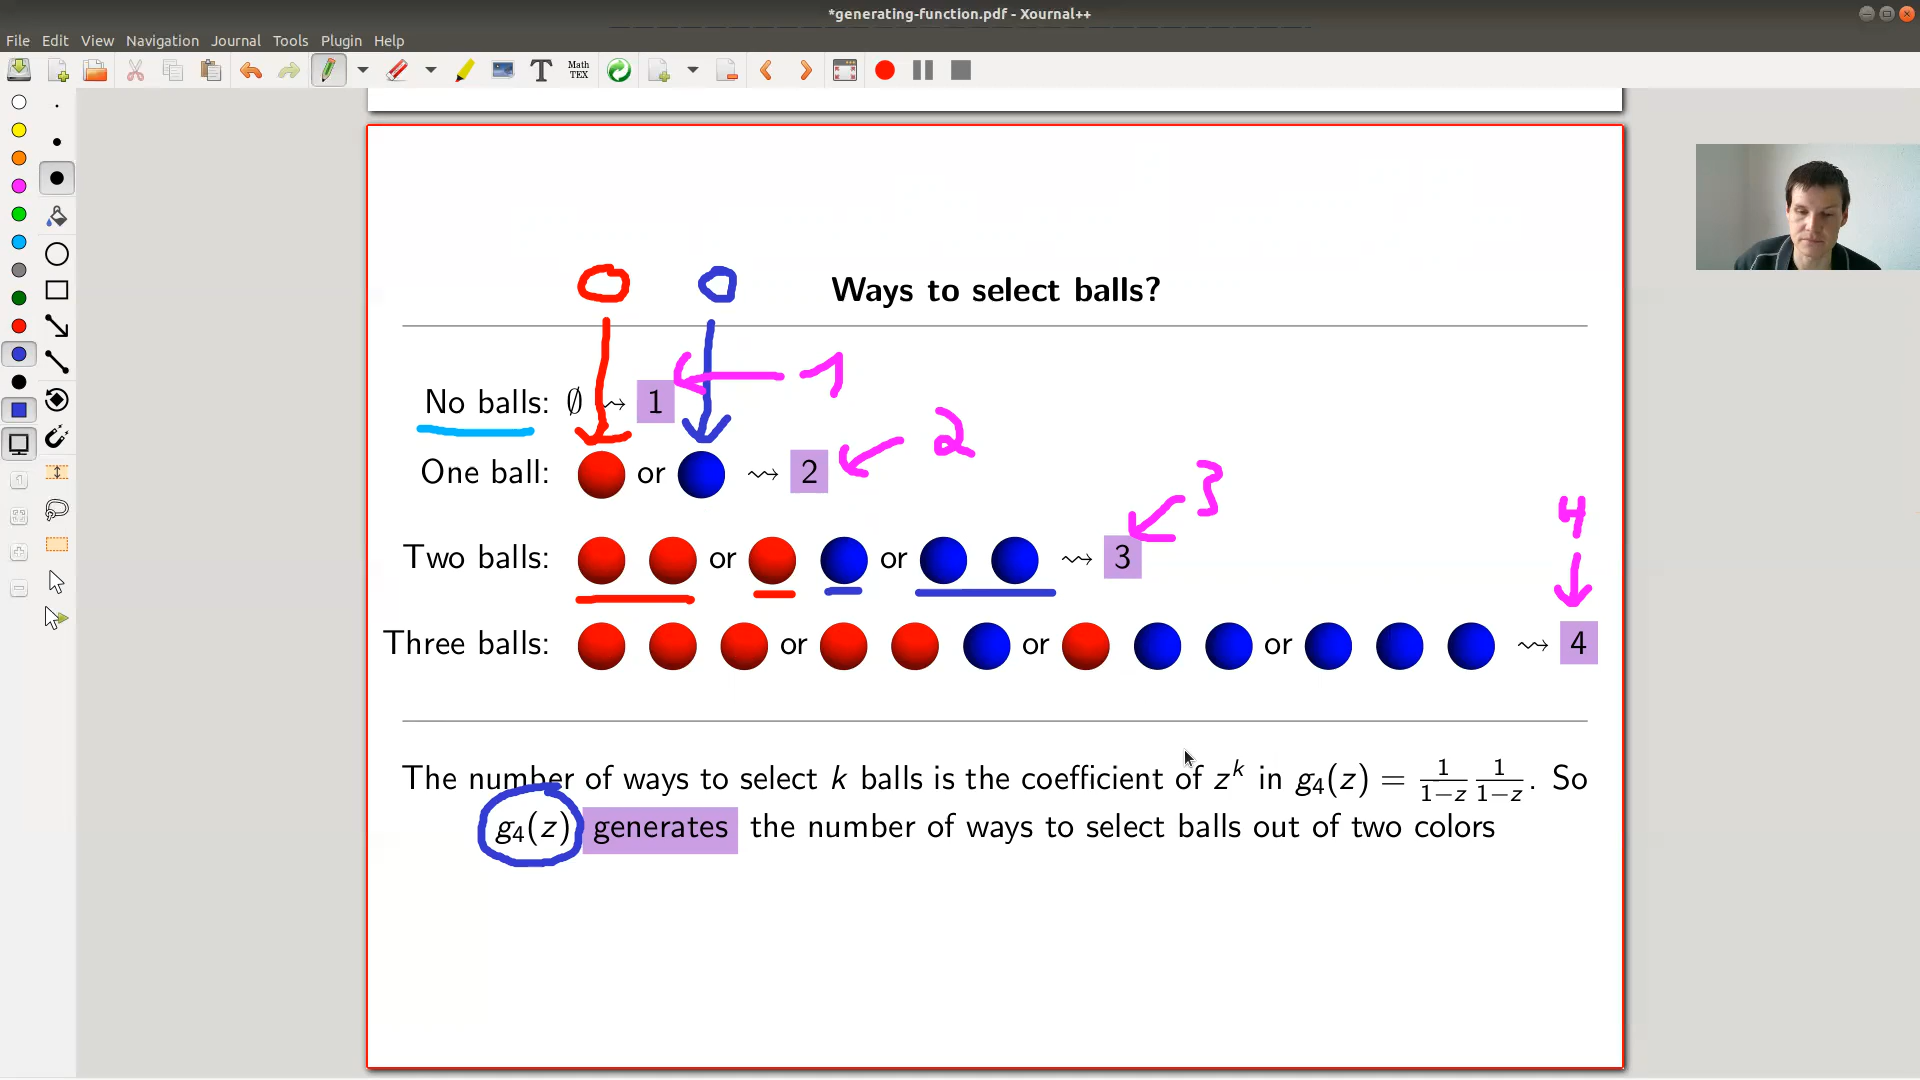 *generating-function.pdf - Xournal++
File Edit View Navigation Journal Tools Plugin Help
T Math TEX
Ways to select balls?
No balls: ∅ ⇝ 1 1
One ball: or ⇝ 2 2
Two balls: or or ⇝ 3 3
Three balls: or or or ⇝ 4 4
The number of ways to select k balls is the coefficient of z^k in g₄(z) = 1/(1−z) 1/(1−z). So
g₄(z) generates the number of ways to select balls out of two colors